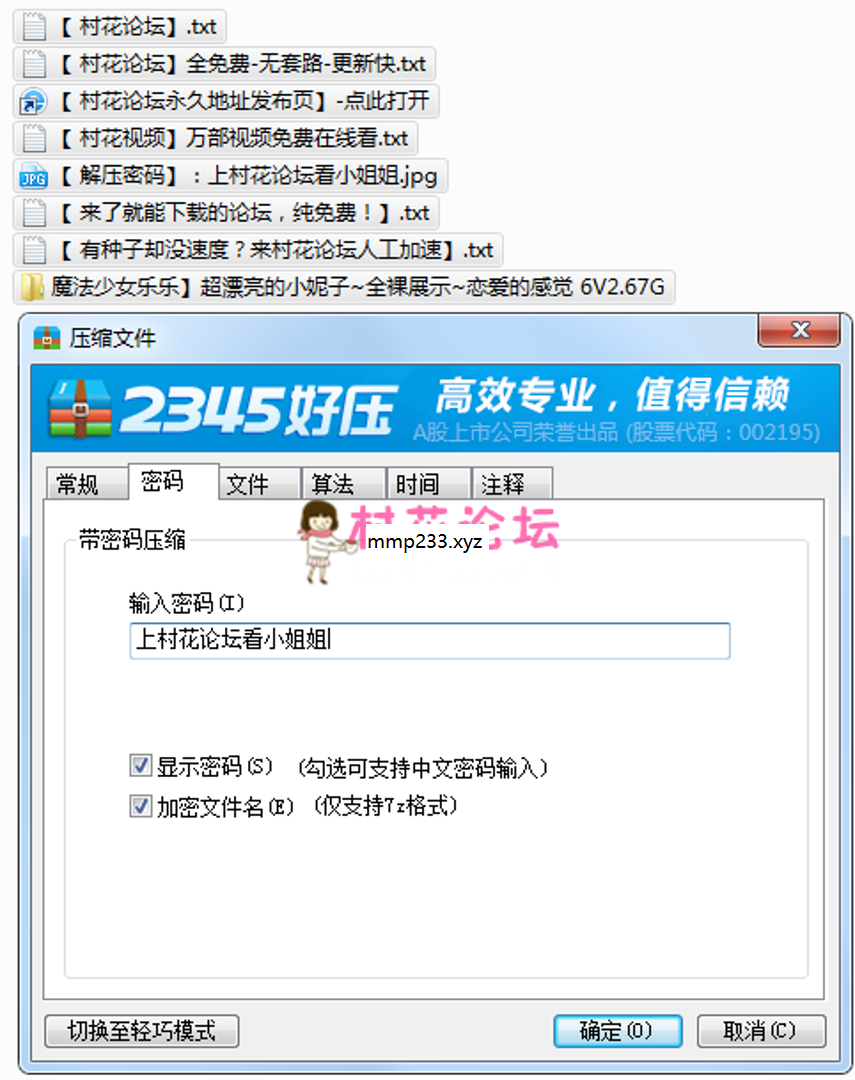 【 村花论坛】.txt
【 村花论坛】全免费-无套路-更新快.txt
【 村花论坛永久地址发布页】-点此打开
【 村花视频】万部视频免费在线看.txt
JPG 【 解压密码】：上村花论坛看小姐姐.jpg
【 来了就能下载的论坛，纯免费！】.txt
【 有种子却没速度？来村花论坛人工加速】.txt
魔法少女乐乐】超漂亮的小妮子~全裸展示~恋爱的感觉 6V2.67G
压缩文件
2345好压
高效专业，值得信赖
A股上市公司荣誉出品 (股票代码：002195)
常规 密码 文件 算法 时间 注释
村花论坛
mmp233.xyz
带密码压缩
输入密码(I)
上村花论坛看小姐姐
显示密码(S) (勾选可支持中文密码输入)
加密文件名(E) (仅支持7z格式)
切换至轻巧模式 确定(O) 取消(C)